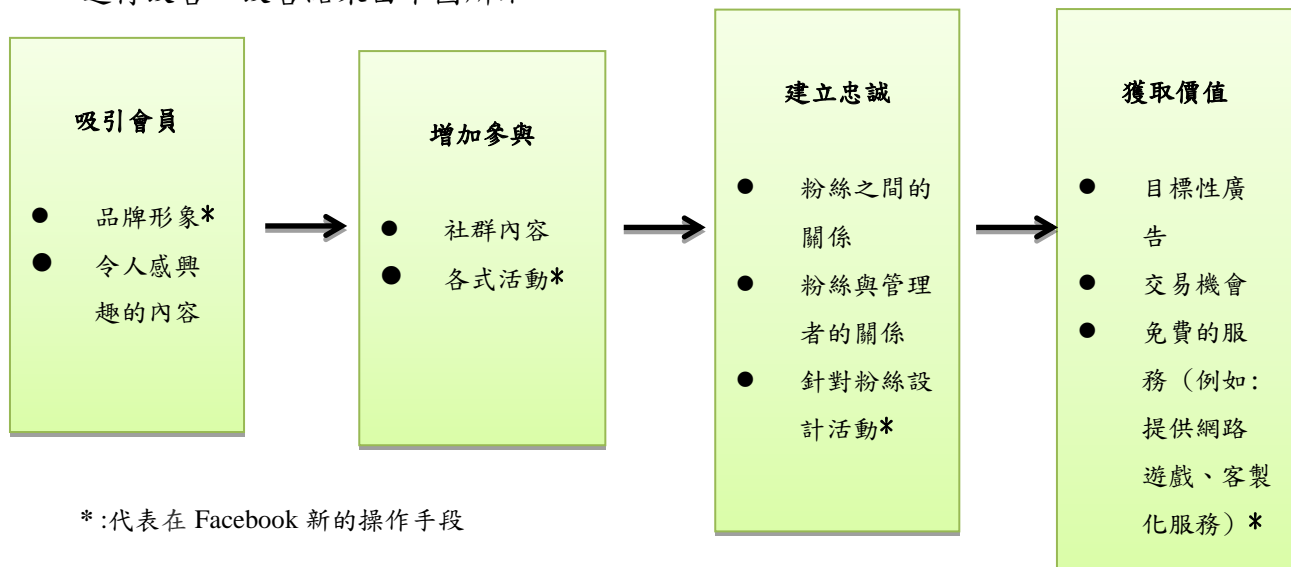 吸引會員
● 品牌形象*
● 令人感興
趣的內容
增加參與
● 社群內容
● 各式活動*
建立忠誠
● 粉絲之間的
關係
● 粉絲與管理
者的關係
● 針對粉絲設
計活動*
獲取價值
● 目標性廣
告
● 交易機會
● 免費的服
務（例如:
提供網路
遊戲、客製
化服務）*
* :代表在 Facebook 新的操作手段